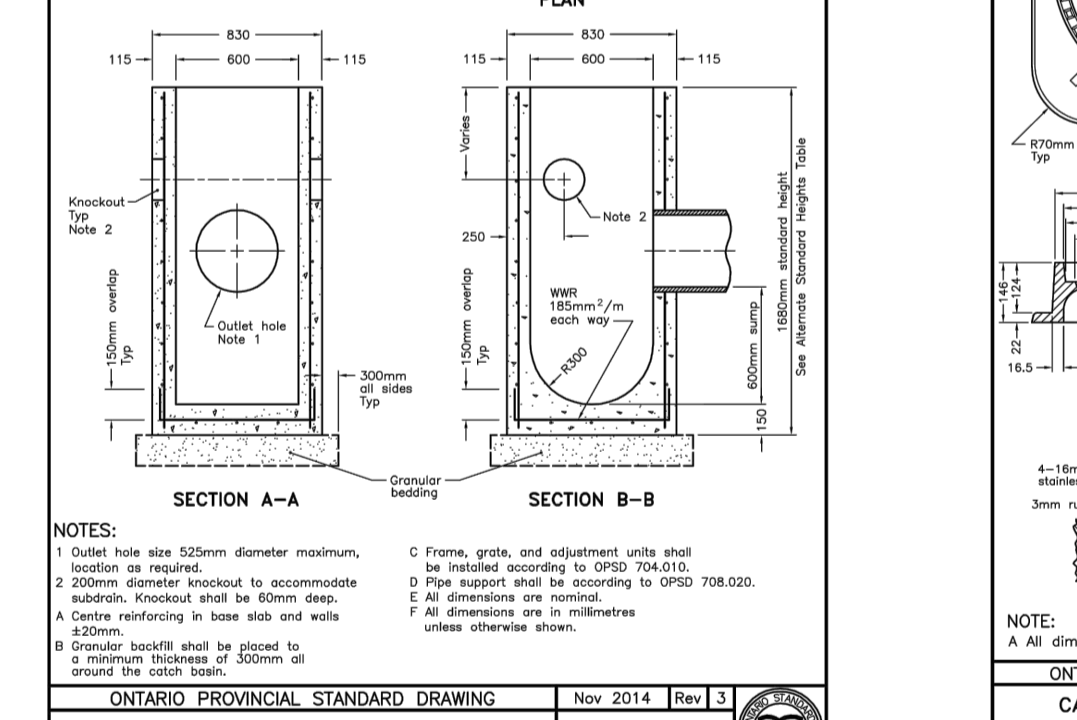 PLAN
830
115
600
115
Knockout
Typ
Note 2
Outlet hole
Note 1
150mm overlap
Typ
300mm
all sides
Typ
SECTION A–A
830
115
600
115
Varies
Note 2
250
150mm overlap
Typ
WWR
185mm²/m
each way
R300
600mm sump
150
1680mm standard height
See Alternate Standard Heights Table
Granular
bedding
SECTION B–B
NOTES:
1 Outlet hole size 525mm diameter maximum,
location as required.
2 200mm diameter knockout to accommodate
subdrain. Knockout shall be 60mm deep.
A Centre reinforcing in base slab and walls
±20mm.
B Granular backfill shall be placed to
a minimum thickness of 300mm all
around the catch basin.
C Frame, grate, and adjustment units shall
be installed according to OPSD 704.010.
D Pipe support shall be according to OPSD 708.020.
E All dimensions are nominal.
F All dimensions are in millimetres
unless otherwise shown.
ONTARIO PROVINCIAL STANDARD DRAWING
Nov 2014
Rev
3
R70mm
Typ
146
124
22
16.5
4–16m
stainle
3mm ru
NOTE:
A All dim
ONT
CA